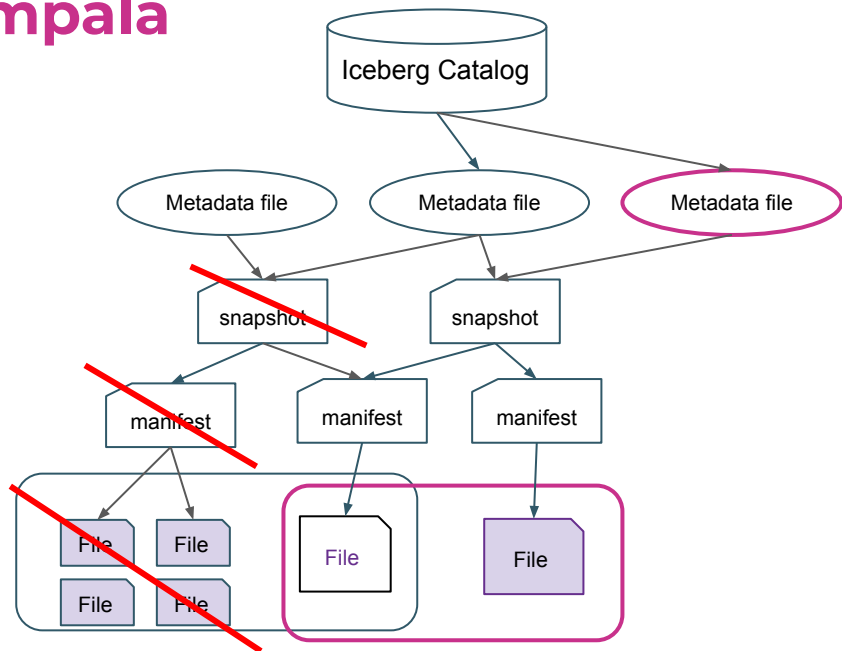 mpala
Iceberg Catalog
Metadata file
Metadata file
Metadata file
snapshot
snapshot
manifest
manifest
manifest
File
File
File
File
File
File